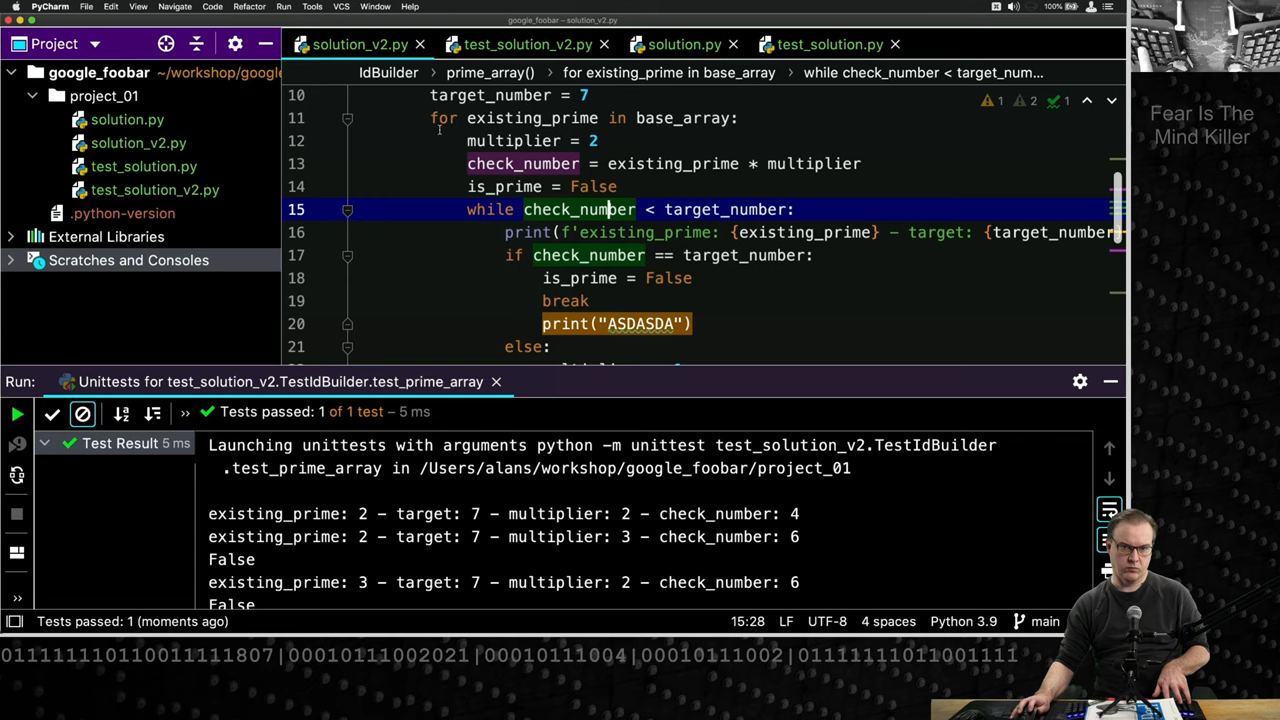 PyCharm File Edit View Navigate Code Refactor Run Tools VCS Window Help 100%
google_foobar – solution_v2.py
Project
solution_v2.py test_solution_v2.py solution.py test_solution.py
google_foobar ~/workshop/google
IdBuilder prime_array() for existing_prime in base_array while check_number < target_num...
project_01
solution.py
solution_v2.py
test_solution.py
test_solution_v2.py
.python-version
External Libraries
Scratches and Consoles
10 target_number = 7
11 for existing_prime in base_array:
12 multiplier = 2
13 check_number = existing_prime * multiplier
14 is_prime = False
15 while check_number < target_number:
16 print(f'existing_prime: {existing_prime} – target: {target_number
17 if check_number == target_number:
18 is_prime = False
19 break
20 print("ASDASDA")
21 else:
1 2 1
Fear Is The
Mind Killer
Run: Unittests for test_solution_v2.TestIdBuilder.test_prime_array
Tests passed: 1 of 1 test – 5 ms
Test Result 5 ms
Launching unittests with arguments python -m unittest test_solution_v2.TestIdBuilder
.test_prime_array in /Users/alans/workshop/google_foobar/project_01
existing_prime: 2 – target: 7 – multiplier: 2 – check_number: 4
existing_prime: 2 – target: 7 – multiplier: 3 – check_number: 6
False
existing_prime: 3 – target: 7 – multiplier: 2 – check_number: 6
False
Tests passed: 1 (moments ago) 15:28 LF UTF-8 4 spaces Python 3.9 main